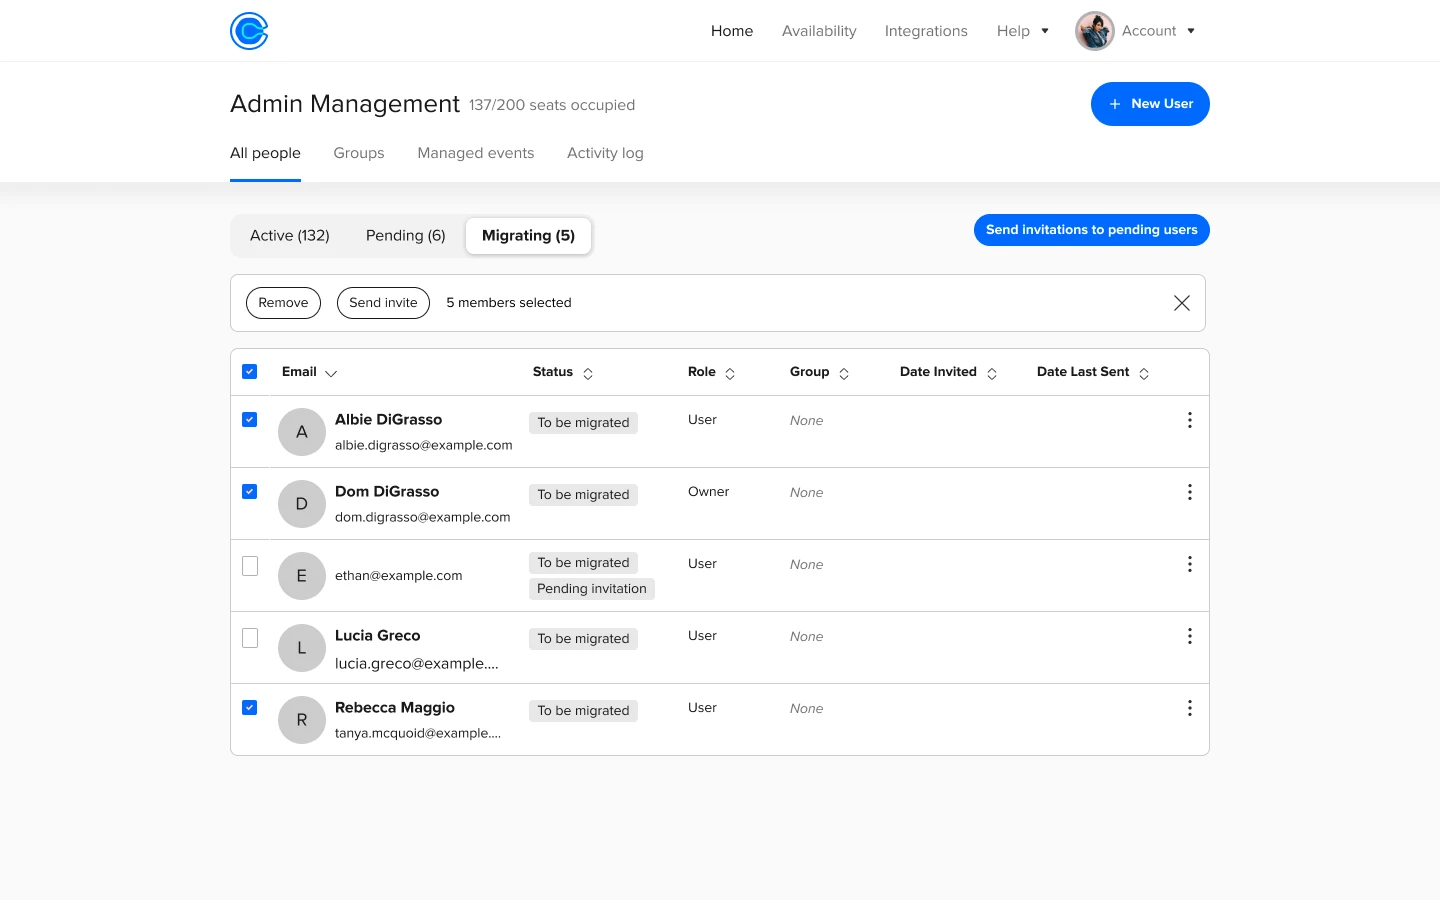 Home Availability Integrations Help Account
Admin Management 137/200 seats occupied
+ New User
All people Groups Managed events Activity log
Active (132) Pending (6) Migrating (5)
Send invitations to pending users
Remove Send invite 5 members selected
Email Status Role Group Date Invited Date Last Sent
A Albie DiGrasso To be migrated User None
albie.digrasso@example.com
D Dom DiGrasso To be migrated Owner None
dom.digrasso@example.com
E ethan@example.com To be migrated User None
Pending invitation
L Lucia Greco To be migrated User None
lucia.greco@example....
R Rebecca Maggio To be migrated User None
tanya.mcquoid@example....